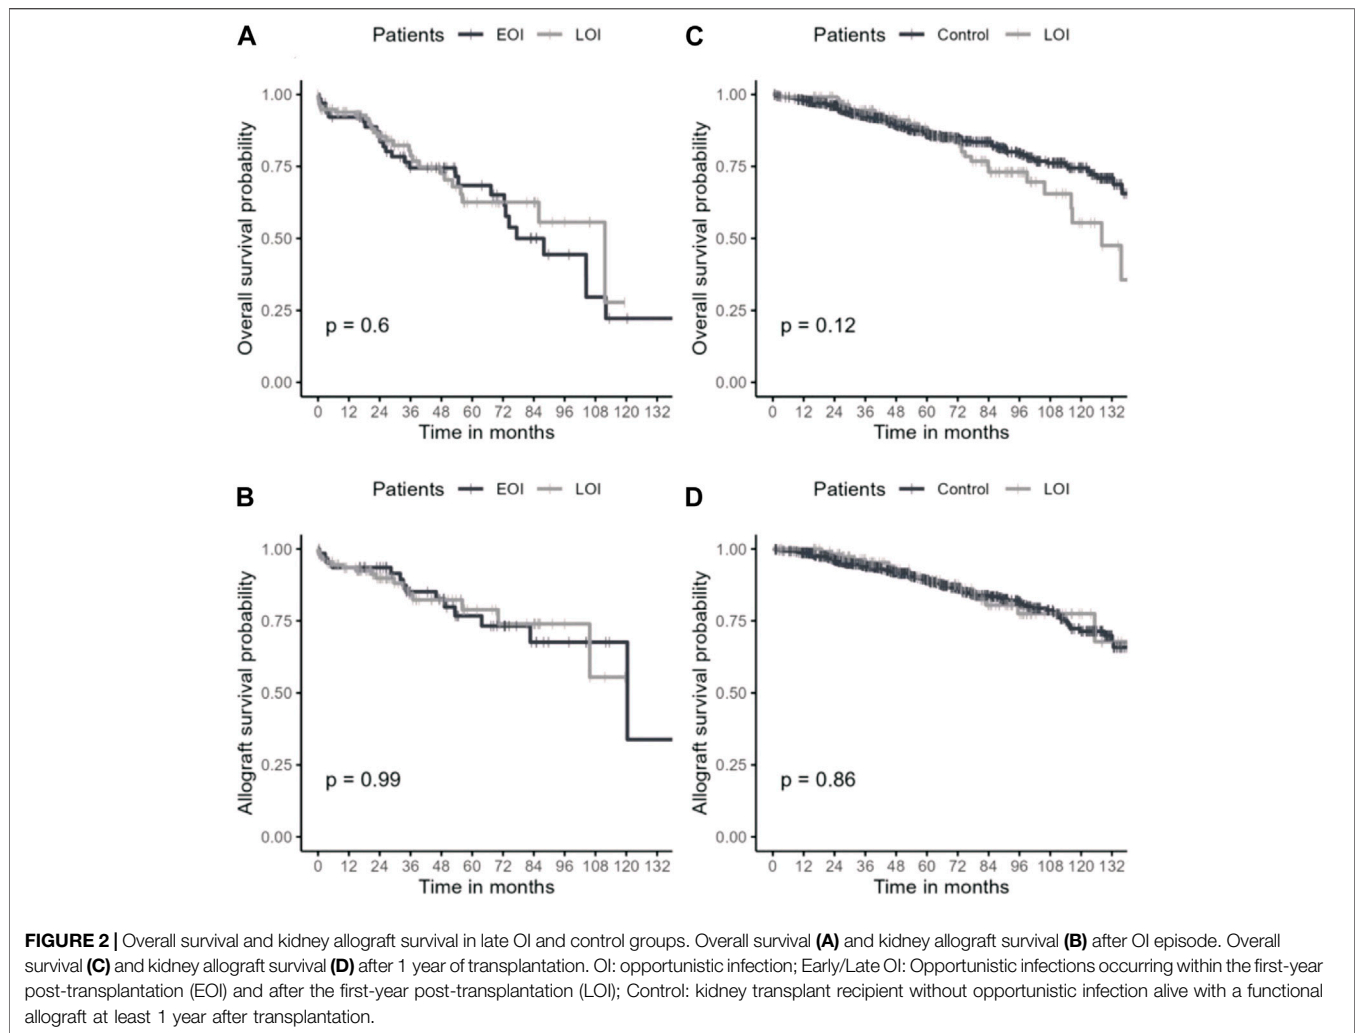 A
Patients EOI LOI
Overall survival probability
1.00
0.75
0.50
0.25
0.00
p = 0.6
0 12 24 36 48 60 72 84 96 108 120 132
Time in months
C
Patients Control LOI
Overall survival probability
1.00
0.75
0.50
0.25
0.00
p = 0.12
0 12 24 36 48 60 72 84 96 108 120 132
Time in months
B
Patients EOI LOI
Allograft survival probability
1.00
0.75
0.50
0.25
0.00
p = 0.99
0 12 24 36 48 60 72 84 96 108 120 132
Time in months
D
Patients Control LOI
Allograft survival probability
1.00
0.75
0.50
0.25
0.00
p = 0.86
0 12 24 36 48 60 72 84 96 108 120 132
Time in months
FIGURE 2 | Overall survival and kidney allograft survival in late OI and control groups. Overall survival (A) and kidney allograft survival (B) after OI episode. Overall
survival (C) and kidney allograft survival (D) after 1 year of transplantation. OI: opportunistic infection; Early/Late OI: Opportunistic infections occurring within the first-year
post-transplantation (EOI) and after the first-year post-transplantation (LOI); Control: kidney transplant recipient without opportunistic infection alive with a functional
allograft at least 1 year after transplantation.